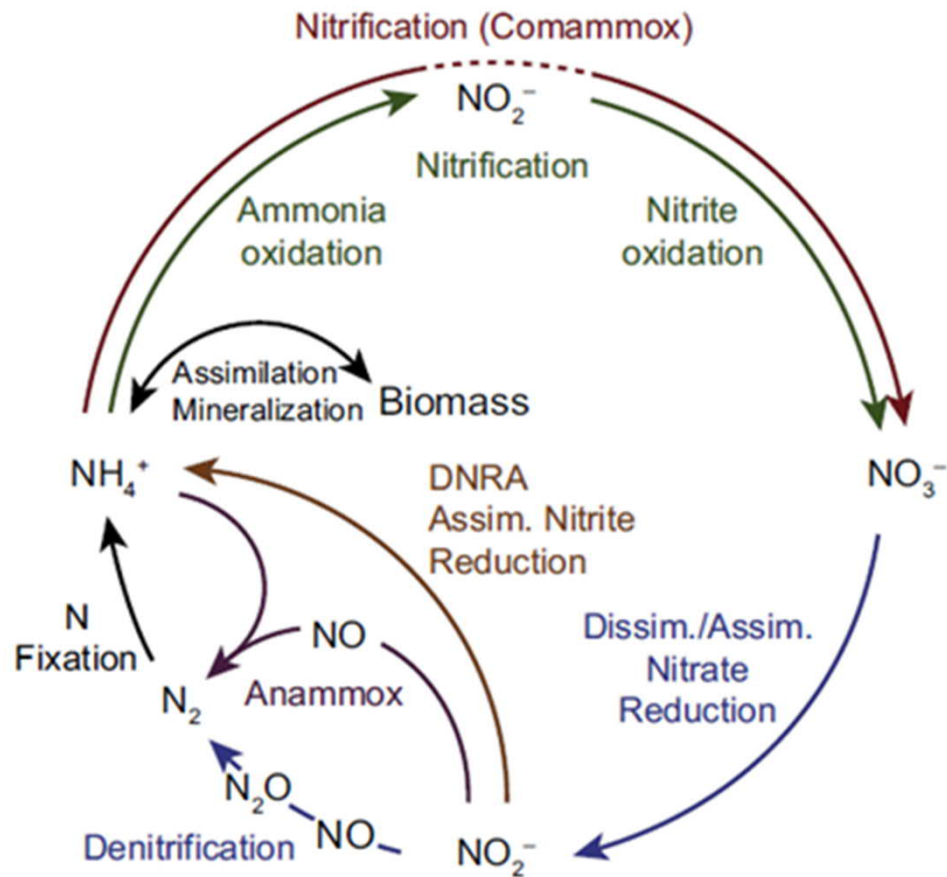 Nitrification (Comammox)
NO₂⁻
Nitrification
Ammonia
oxidation
Nitrite
oxidation
Assimilation
Mineralization
Biomass
NH₄⁺
NO₃⁻
DNRA
Assim. Nitrite
Reduction
N
Fixation
NO
Dissim./Assim.
Nitrate
Reduction
N₂
Anammox
N₂O
NO
Denitrification
NO₂⁻